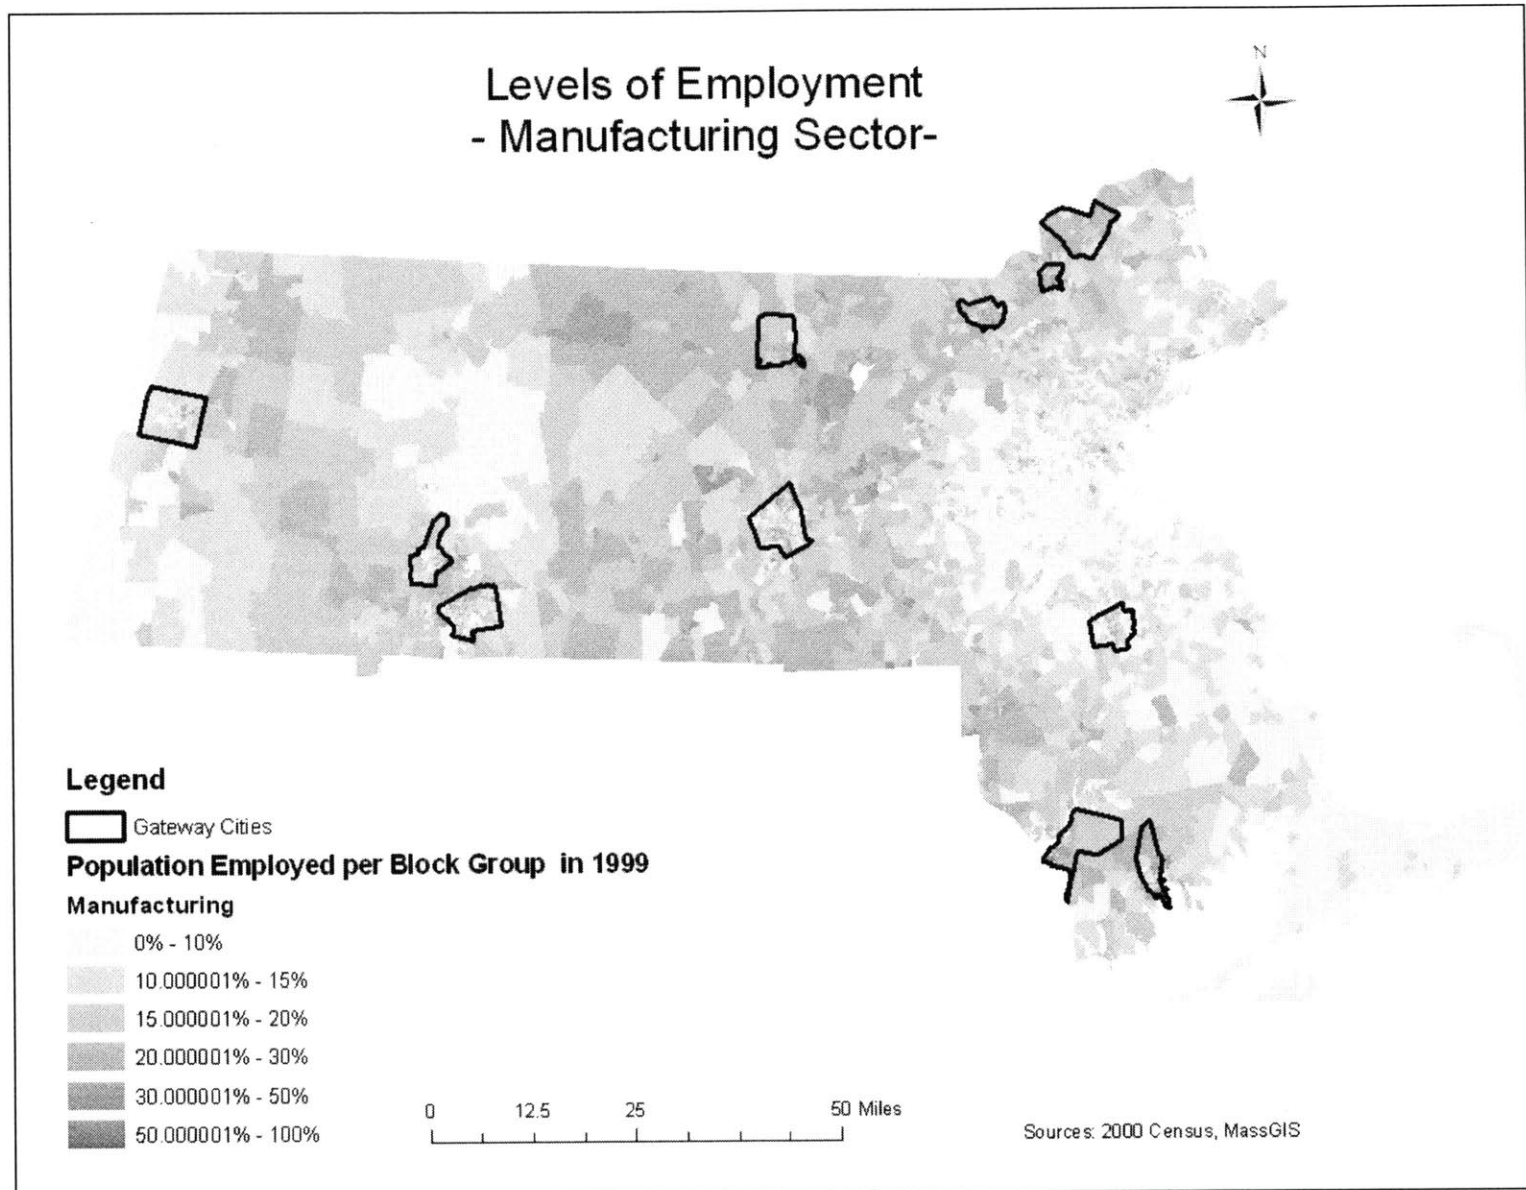 Levels of Employment
- Manufacturing Sector-
N
Legend
Gateway Cities
Population Employed per Block Group in 1999
Manufacturing
0% - 10%
10.000001% - 15%
15.000001% - 20%
20.000001% - 30%
30.000001% - 50%
50.000001% - 100%
0 12.5 25 50 Miles
Sources: 2000 Census, MassGIS